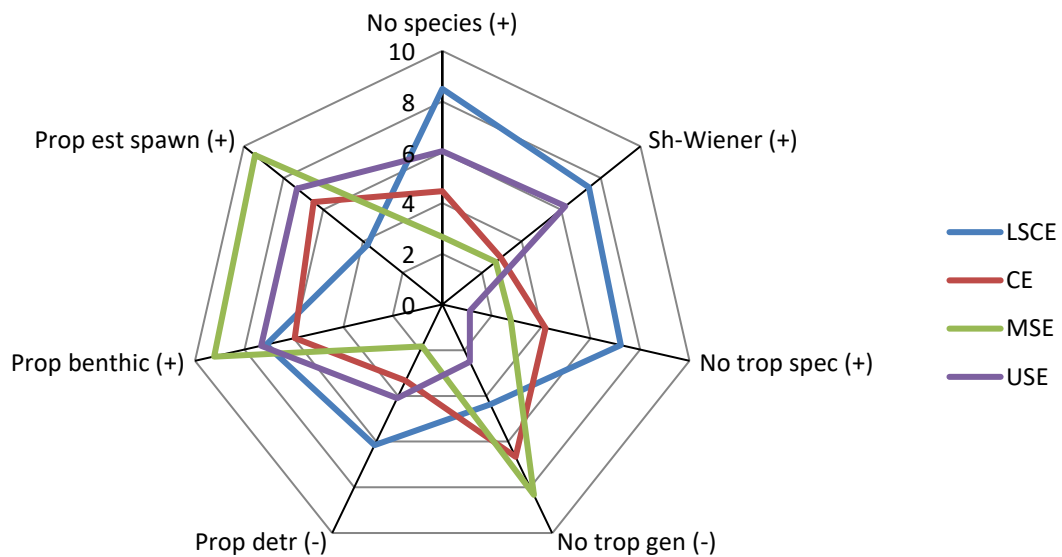 No species (+)
10
8
6
4
2
0
Sh-Wiener (+)
No trop spec (+)
No trop gen (-)
Prop detr (-)
Prop benthic (+)
Prop est spawn (+)
LSCE
CE
MSE
USE